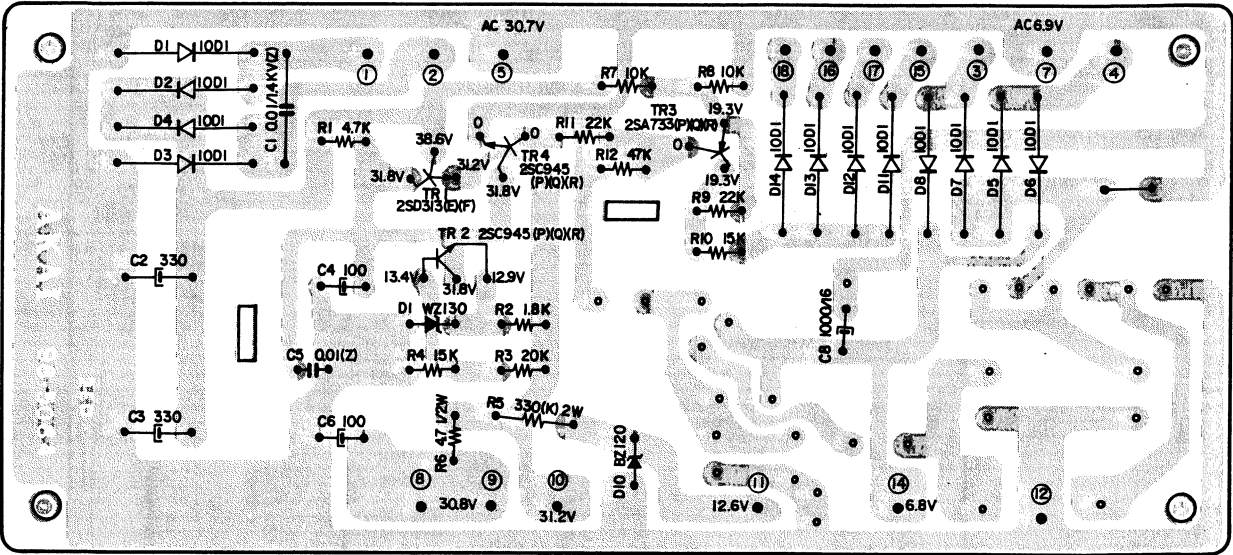 AC 30.7V
AC 6.9V
D1 10D1
D2 10D1
D4 10D1
D3 10D1
C1 0.01/1.4KV(Z)
1
2
5
R7 10K
R8 10K
18
16
17
15
3
7
4
R1 4.7K
38.6V
31.8V
31.2V
TR
2SD313(E)(F)
0
0
TR4
2SC945
(P)(Q)(R)
31.8V
R11 22K
R12 47K
19.3V
TR3
2SA733(P)(Q)(R)
0
19.3V
R9 22K
R10 15K
D14 10D1
D13 10D1
D12 10D1
D11 10D1
D8 10D1
D7 10D1
D5 10D1
D6 10D1
TR 2 2SC945 (P)(Q)(R)
13.4V
31.8V
12.9V
C2 330
C4 100
D1 WZ130
R2 1.8K
C8 1000/16
C5 0.01(Z)
R4 15K
R3 20K
C3 330
C6 100
R6 47 1/2W
R5 330(K) 2W
D10 BZ120
8
30.8V
9
10
31.2V
11
12.6V
14
6.8V
12